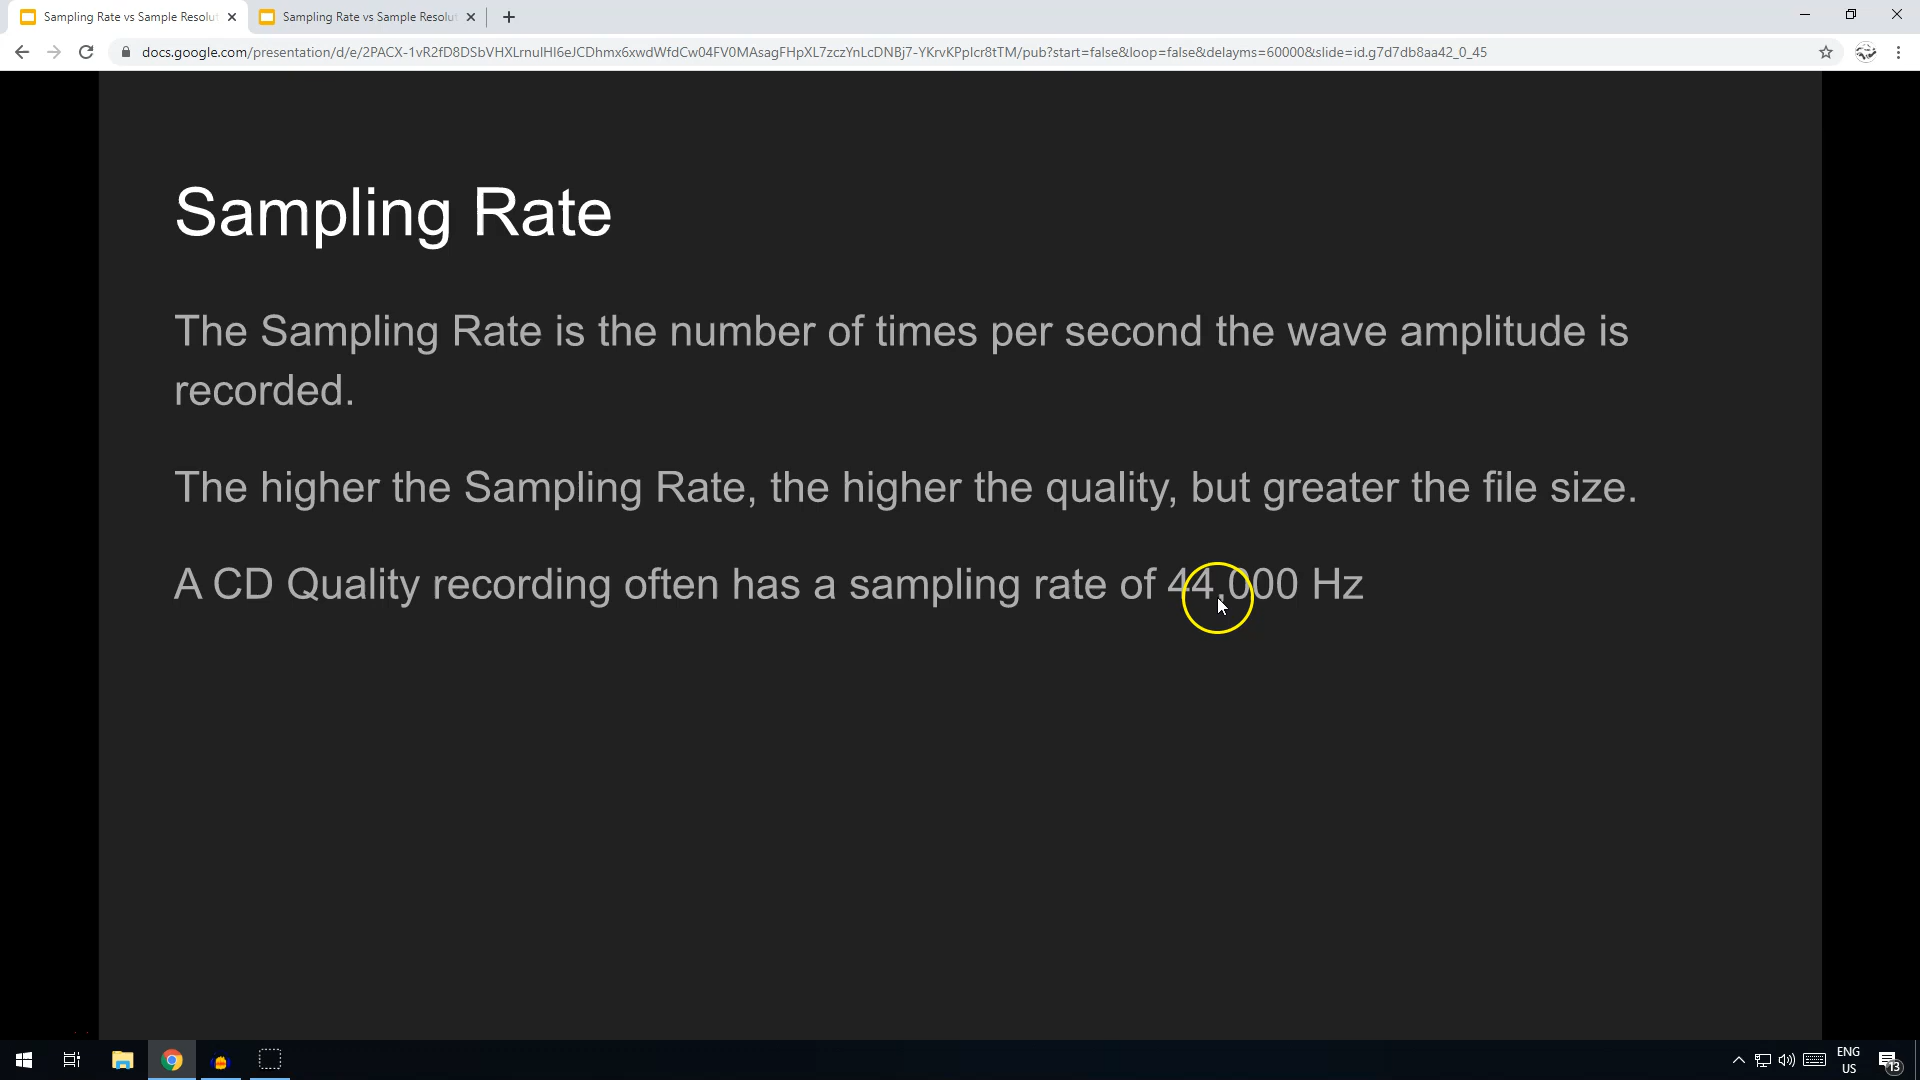 Sampling Rate vs Sample Resolut
Sampling Rate vs Sample Resolut
docs.google.com/presentation/d/e/2PACX-1vR2fD8DSbVHXLrnulHl6eJCDhmx6xwdWfdCw04FV0MAsagFHpXL7zczYnLcDNBj7-YKrvKPplcr8tTM/pub?start=false&loop=false&delayms=60000&slide=id.g7d7db8aa42_0_45
Sampling Rate
The Sampling Rate is the number of times per second the wave amplitude is
recorded.
The higher the Sampling Rate, the higher the quality, but greater the file size.
A CD Quality recording often has a sampling rate of 44,000 Hz
ENG
US
13